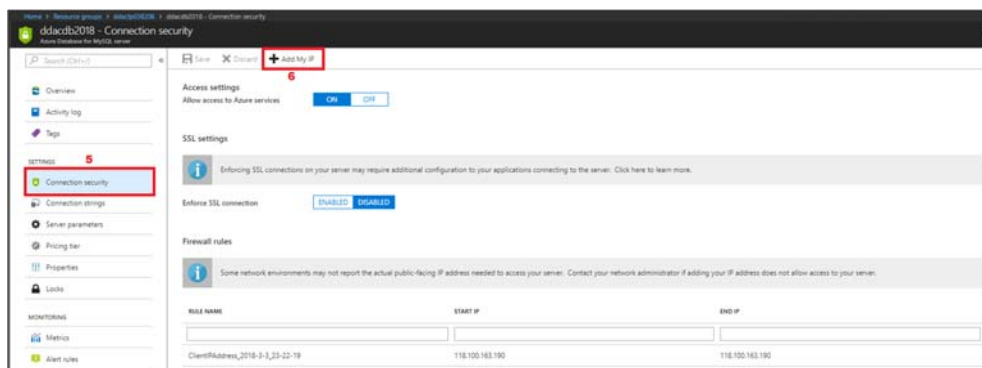 Home > Resource groups > ddactp030206 > ddacdb2018 - Connection security
ddacdb2018 - Connection security
Azure Database for MySQL server
Search (Ctrl+/)
«
Save Discard Add My IP
6
Overview
Activity log
Tags
SETTINGS
5
Connection security
Connection strings
Server parameters
Pricing tier
Properties
Locks
MONITORING
Metrics
Alert rules
Access settings
Allow access to Azure services ON OFF
SSL settings
Enforcing SSL connections on your server may require additional configuration to your applications connecting to the server. Click here to learn more.
Enforce SSL connection ENABLED DISABLED
Firewall rules
Some network environments may not report the actual public-facing IP address needed to access your server. Contact your network administrator if adding your IP address does not allow access to your server.
RULE NAME START IP END IP
ClientIPAddress_2018-3-3_23-22-19 118.100.163.190 118.100.163.190